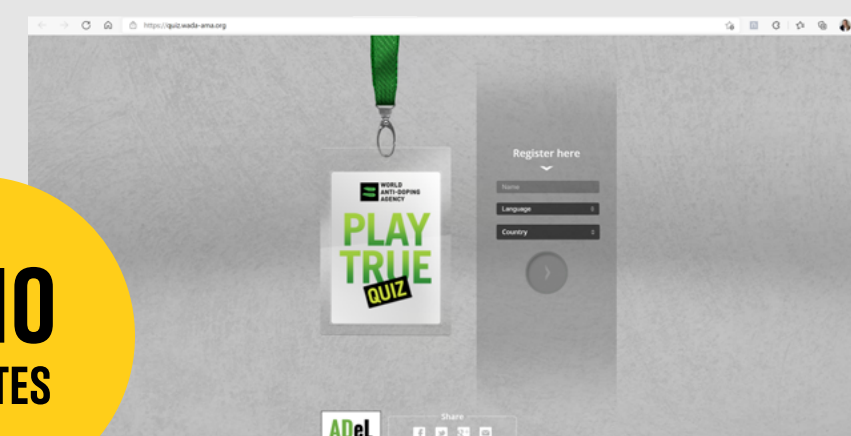 https://quiz.wada-ama.org
Register here
Name
Language
Country
WORLD
ANTI-DOPING
AGENCY
PLAY
TRUE
QUIZ
10
TES
Share
ADeL